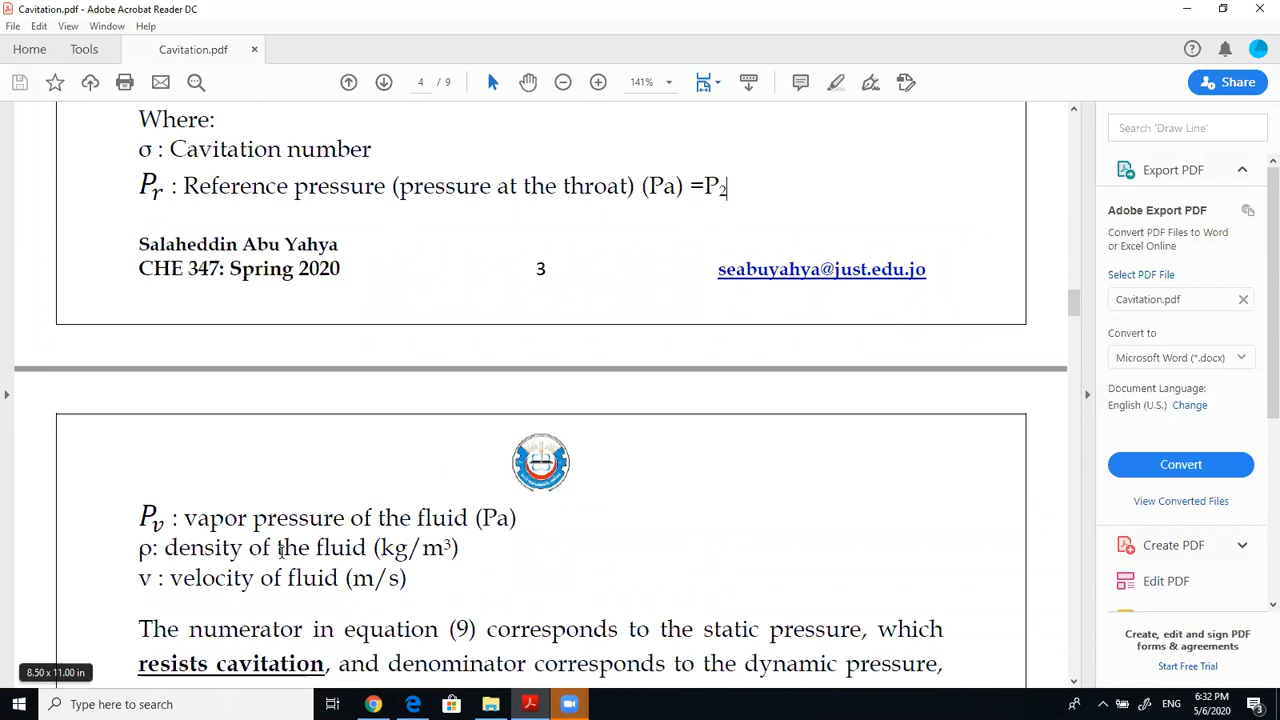 Cavitation.pdf - Adobe Acrobat Reader DC
File Edit View Window Help
Home Tools Cavitation.pdf ×
4 / 9 141% Share
Where:
σ : Cavitation number
Pr : Reference pressure (pressure at the throat) (Pa) =P2
Salaheddin Abu Yahya
CHE 347: Spring 2020 3 seabuyahya@just.edu.jo
Pv : vapor pressure of the fluid (Pa)
ρ: density of the fluid (kg/m³)
v : velocity of fluid (m/s)
The numerator in equation (9) corresponds to the static pressure, which
resists cavitation, and denominator corresponds to the dynamic pressure,
8.50 x 11.00 in
Search 'Draw Line'
Export PDF
Adobe Export PDF
Convert PDF Files to Word
or Excel Online
Select PDF File
Cavitation.pdf
Convert to
Microsoft Word (*.docx)
Document Language:
English (U.S.) Change
Convert
View Converted Files
Create PDF
Edit PDF
Create, edit and sign PDF
forms & agreements
Start Free Trial
Type here to search
ENG
6:32 PM
5/6/2020
3